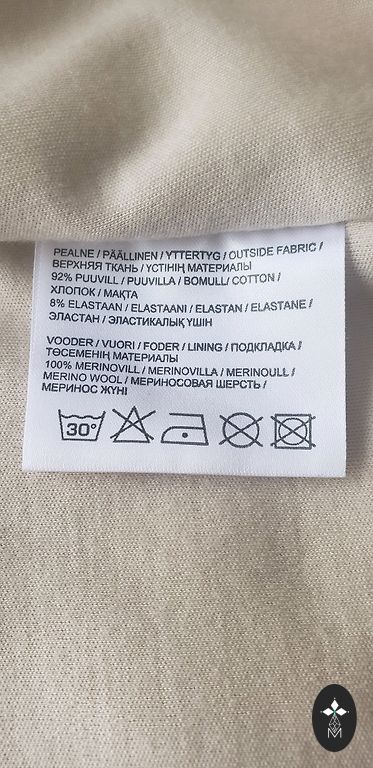 PEALNE / PÄÄLLINEN / YTTERTYG / OUTSIDE FABRIC /
ВЕРХНЯЯ ТКАНЬ / ҮСТІНІҢ МАТЕРИАЛЫ
92% PUUVILL / PUUVILLA / BOMULL/ COTTON /
ХЛОПОК / МАҚТА
8% ELASTAAN / ELASTAANI / ELASTAN / ELASTANE /
ЭЛАСТАН / ЭЛАСТИКАЛЫҚ ҮШІН
VOODER / VUORI / FODER / LINING / ПОДКЛАДКА /
ТӨСЕМЕНІҢ МАТЕРИАЛЫ
100% MERINOVILL / MERINOVILLA / MERINOULL /
MERINO WOOL / МЕРИНОСОВАЯ ШЕРСТЬ /
МЕРИНОС ЖҮНІ
30°
M